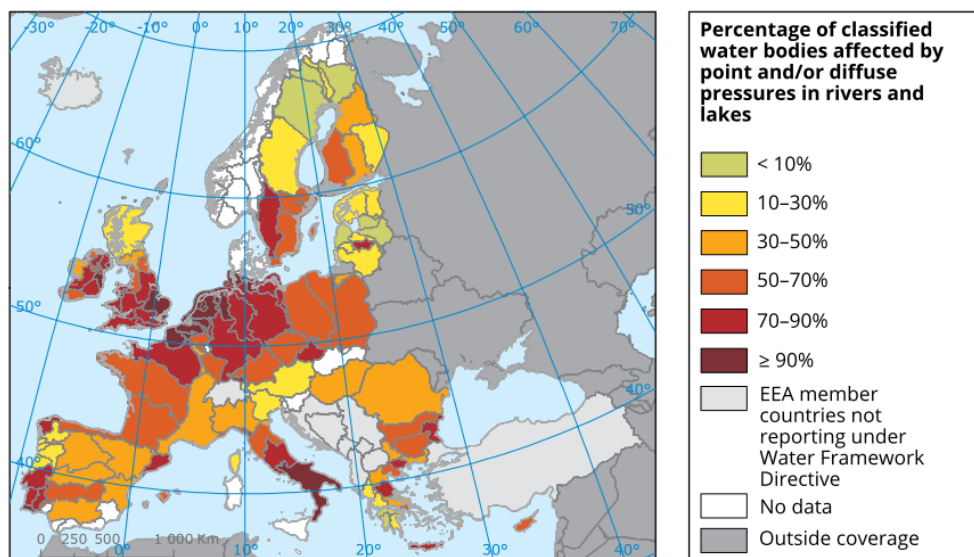 -30° -20° -10° 0° 10° 20° 30° 40° 50° 60° 70°
60°
50°
50°
40°
40°
0 250 500 1 000 Km
0° 10° 20° 30° 40°
Percentage of classified
water bodies affected by
point and/or diffuse
pressures in rivers and
lakes
< 10%
10–30%
30–50%
50–70%
70–90%
≥ 90%
EEA member
countries not
reporting under
Water Framework
Directive
No data
Outside coverage